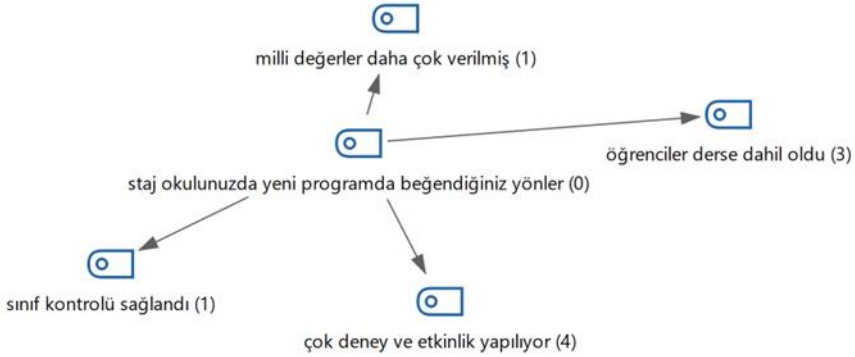 milli değerler daha çok verilmiş (1)
öğrenciler derse dahil oldu (3)
staj okulunuzda yeni programda beğendiğiniz yönler (0)
sınıf kontrolü sağlandı (1)
çok deney ve etkinlik yapılıyor (4)